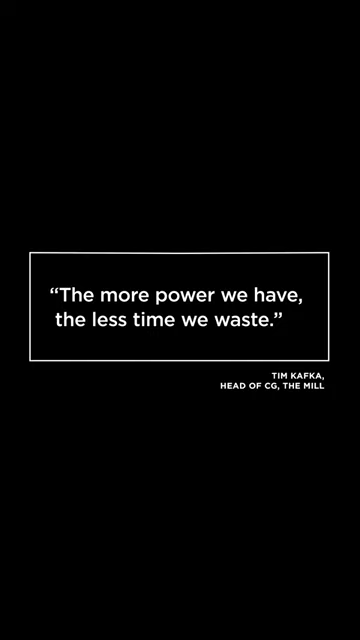 “The more power we have,
the less time we waste.”
TIM KAFKA,
HEAD OF CG, THE MILL